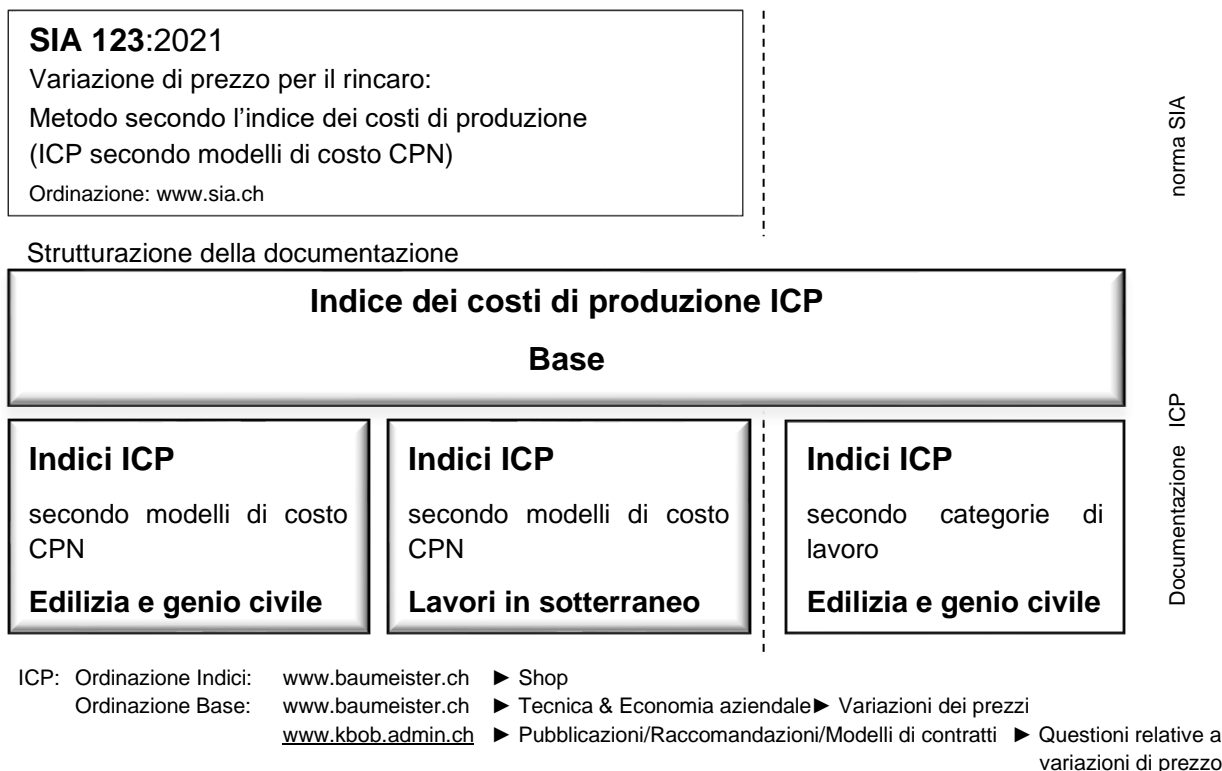 SIA 123:2021
Variazione di prezzo per il rincaro:
Metodo secondo l'indice dei costi di produzione
(ICP secondo modelli di costo CPN)
Ordinazione: www.sia.ch
norma SIA
Strutturazione della documentazione
Indice dei costi di produzione ICP
Base
Indici ICP
secondo modelli di costo
CPN
Edilizia e genio civile
Indici ICP
secondo modelli di costo
CPN
Lavori in sotterraneo
Indici ICP
secondo categorie di
lavoro
Edilizia e genio civile
Documentazione ICP
ICP: Ordinazione Indici: www.baumeister.ch ► Shop
Ordinazione Base: www.baumeister.ch ► Tecnica & Economia aziendale► Variazioni dei prezzi
www.kbob.admin.ch ► Pubblicazioni/Raccomandazioni/Modelli di contratti ► Questioni relative a
variazioni di prezzo